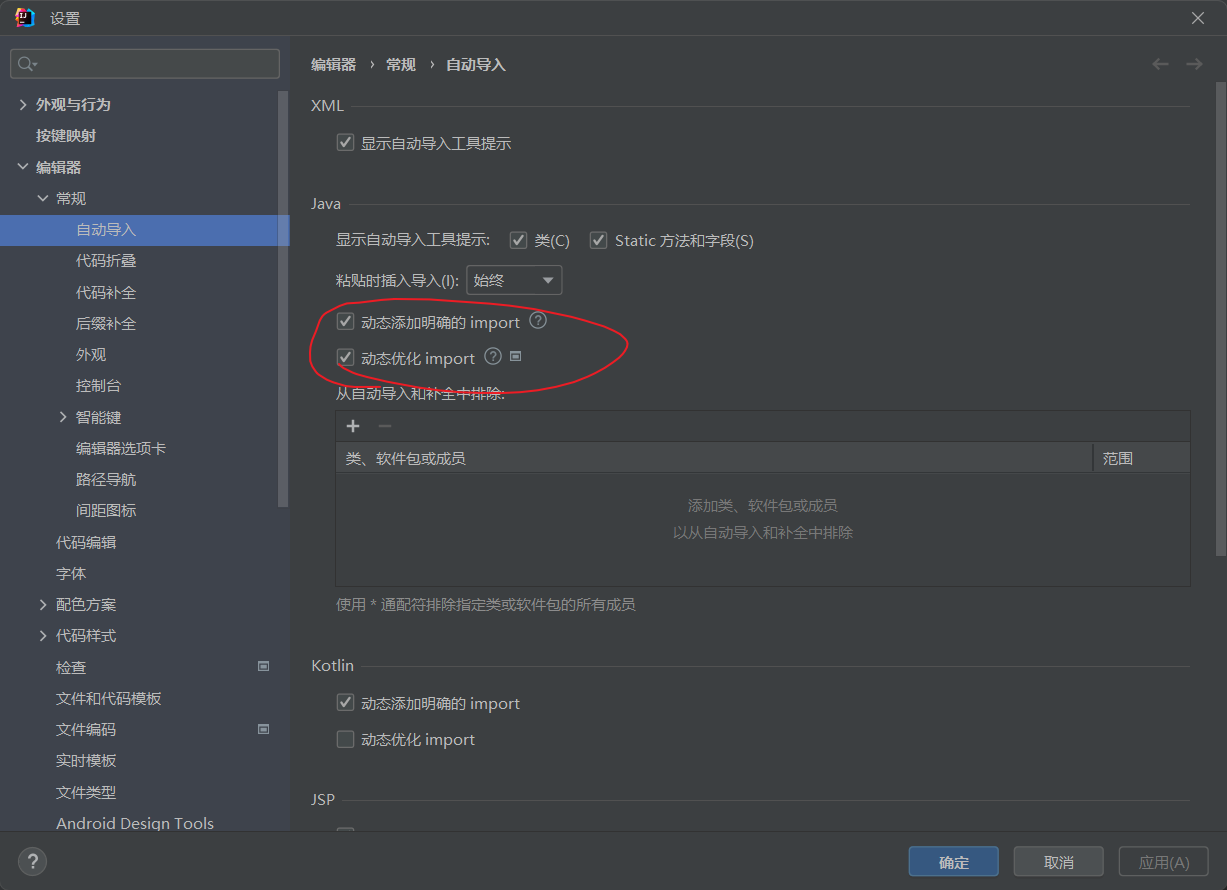 设置
编辑器 › 常规 › 自动导入
外观与行为
按键映射
编辑器
常规
自动导入
代码折叠
代码补全
后缀补全
外观
控制台
智能键
编辑器选项卡
路径导航
间距图标
代码编辑
字体
配色方案
代码样式
检查
文件和代码模板
文件编码
实时模板
文件类型
Android Design Tools
XML
显示自动导入工具提示
Java
显示自动导入工具提示: 类(C) Static 方法和字段(S)
粘贴时插入导入(I): 始终
动态添加明确的 import
动态优化 import
从自动导入和补全中排除:
类、软件包或成员 范围
添加类、软件包或成员
以从自动导入和补全中排除
使用 * 通配符排除指定类或软件包的所有成员
Kotlin
动态添加明确的 import
动态优化 import
JSP
确定 取消 应用(A)